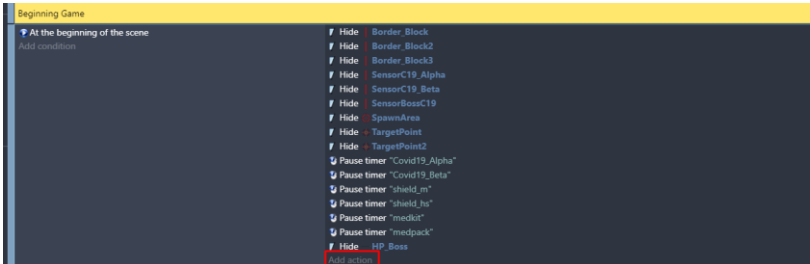 Beginning Game
At the beginning of the scene
Add condition
Hide Border_Block
Hide Border_Block2
Hide Border_Block3
Hide SensorC19_Alpha
Hide SensorC19_Beta
Hide SensorBossC19
Hide SpawnArea
Hide TargetPoint
Hide TargetPoint2
Pause timer "Covid19_Alpha"
Pause timer "Covid19_Beta"
Pause timer "shield_m"
Pause timer "shield_hs"
Pause timer "medkit"
Pause timer "medpack"
Hide HP_Boss
Add action